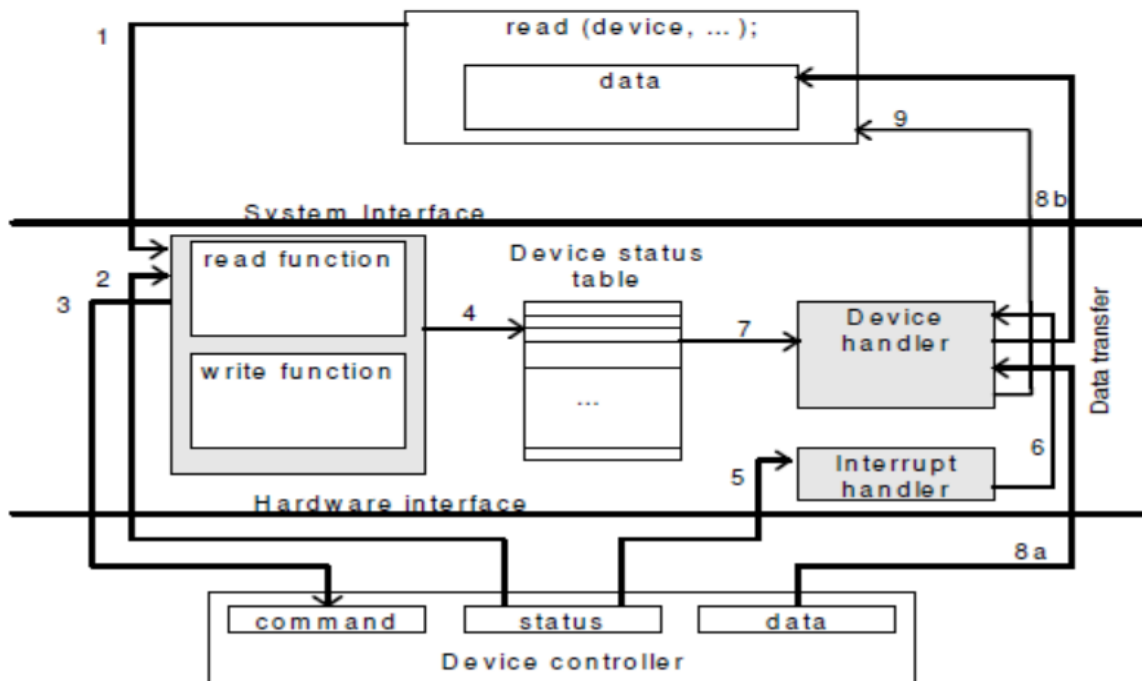 1
read (device, ... );
data
9
8b
System Interface
2
read function
Device status
table
3
4
7
Device
handler
write function
...
Data transfer
5
6
Interrupt
handler
Hardware interface
8a
command
status
data
Device controller